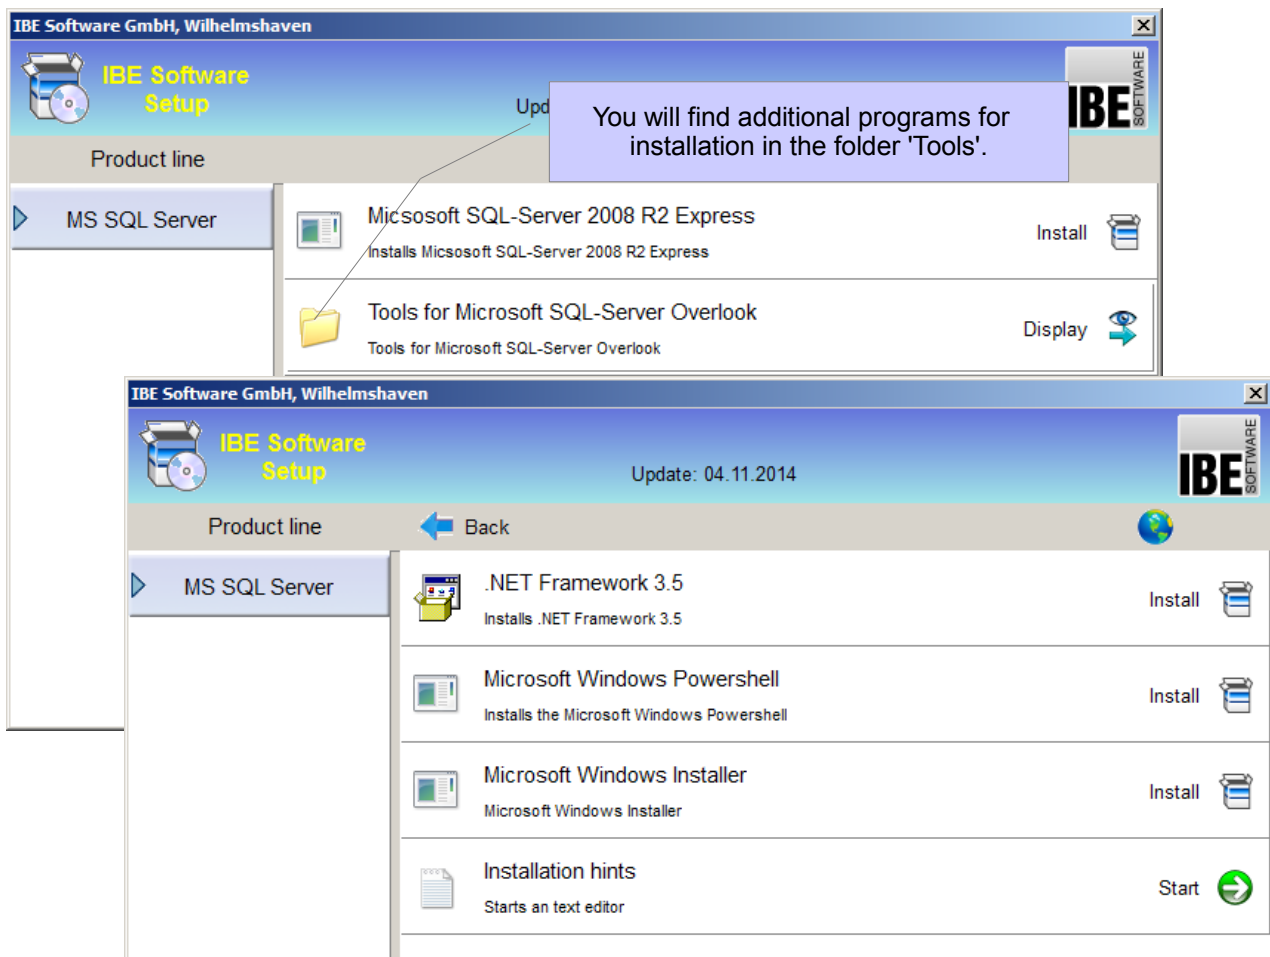 IBE Software GmbH, Wilhelmshaven
IBE Software
Setup
Upd
IBE
SOFTWARE
You will find additional programs for
installation in the folder 'Tools'.
Product line
MS SQL Server
Micsosoft SQL-Server 2008 R2 Express
Installs Micsosoft SQL-Server 2008 R2 Express
Install
Tools for Microsoft SQL-Server Overlook
Tools for Microsoft SQL-Server Overlook
Display
IBE Software GmbH, Wilhelmshaven
IBE Software
Setup
Update: 04.11.2014
IBE
SOFTWARE
Product line
Back
MS SQL Server
.NET Framework 3.5
Installs .NET Framework 3.5
Install
Microsoft Windows Powershell
Installs the Microsoft Windows Powershell
Install
Microsoft Windows Installer
Microsoft Windows Installer
Install
Installation hints
Starts an text editor
Start